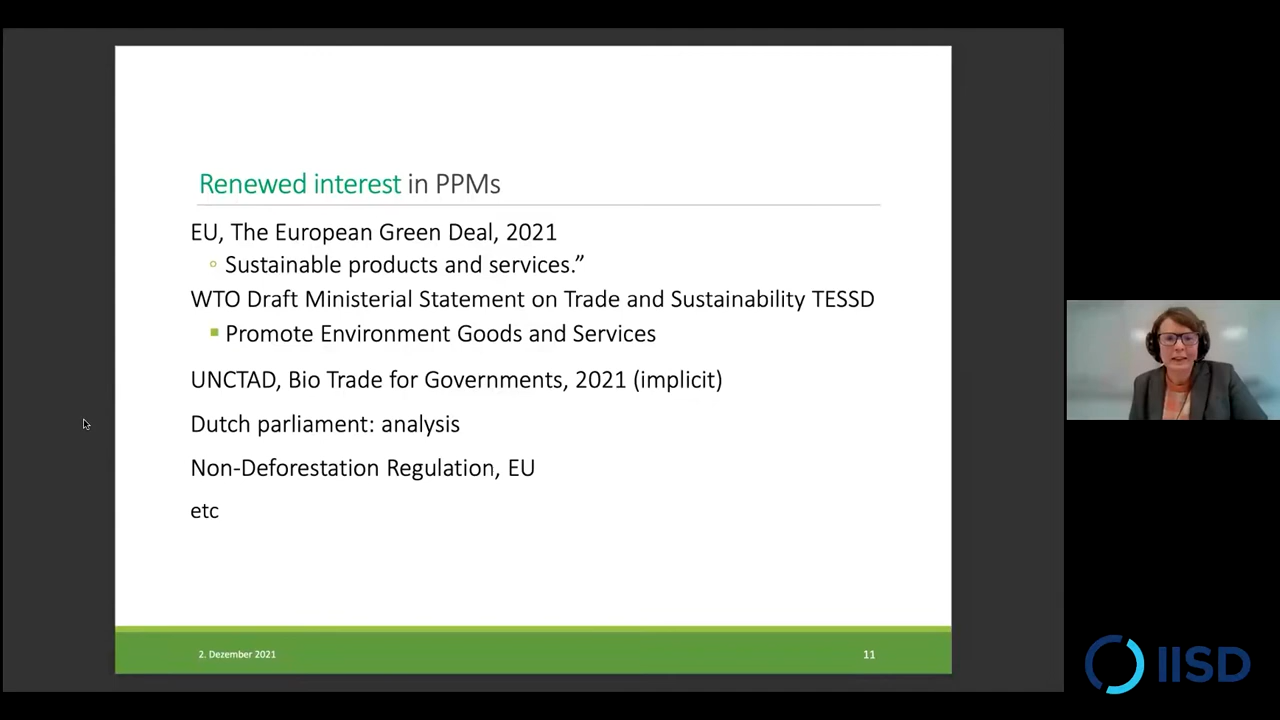 Renewed interest in PPMs
EU, The European Green Deal, 2021
Sustainable products and services.”
WTO Draft Ministerial Statement on Trade and Sustainability TESSD
Promote Environment Goods and Services
UNCTAD, Bio Trade for Governments, 2021 (implicit)
Dutch parliament: analysis
Non-Deforestation Regulation, EU
etc
2. Dezember 2021
11
IISD